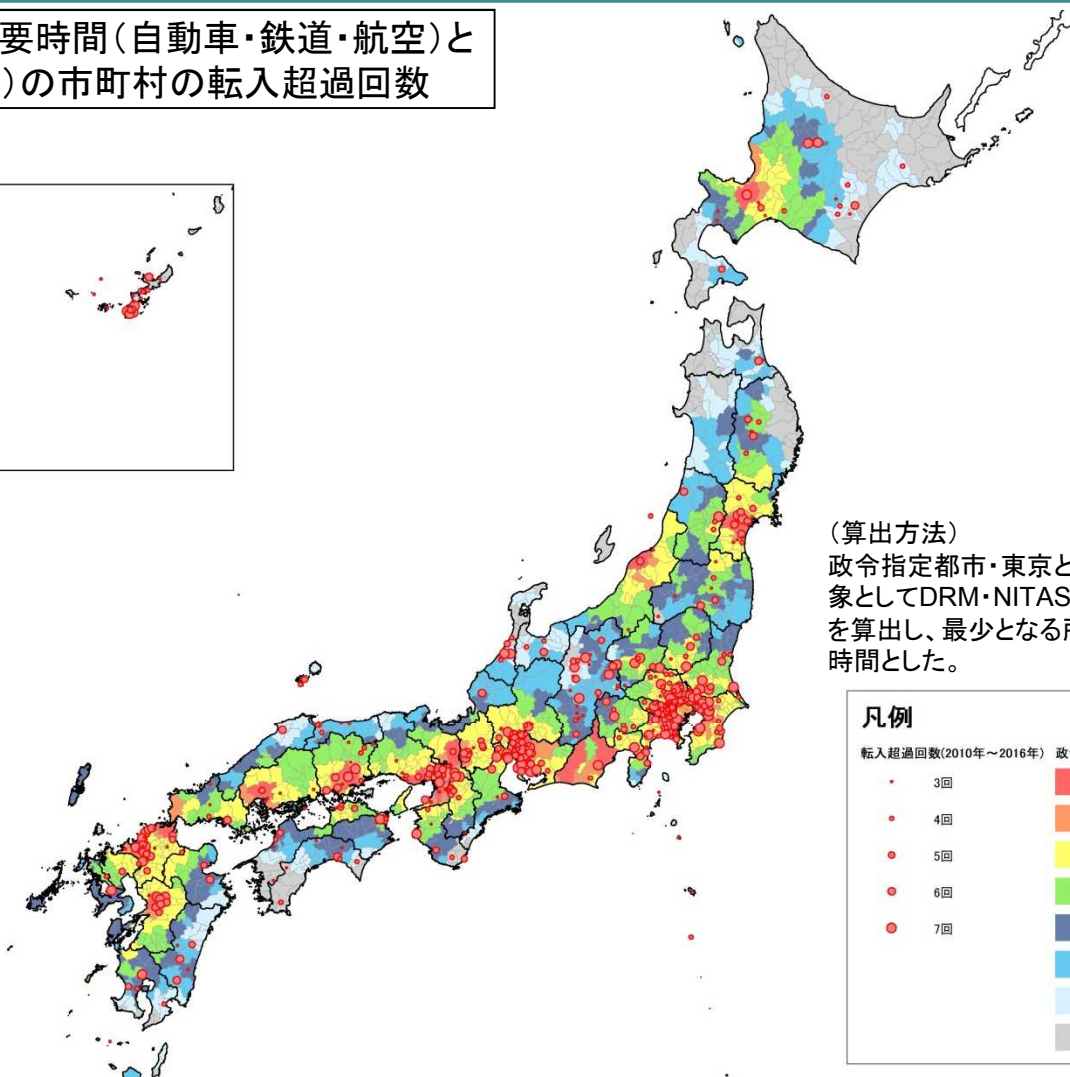 要時間(自動車・鉄道・航空)と
)の市町村の転入超過回数
(算出方法)
政令指定都市・東京と
象としてDRM・NITAS
を算出し、最少となる所
時間とした。
凡例
転入超過回数(2010年～2016年) 政
3回
4回
5回
6回
7回